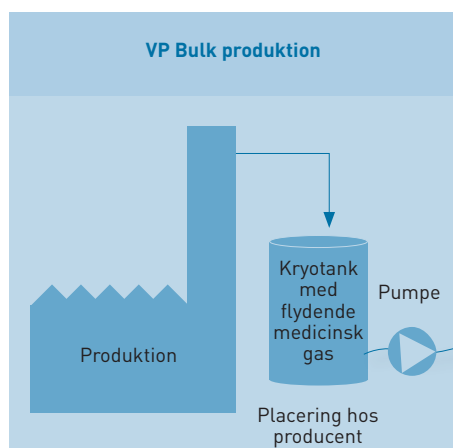 VP Bulk produktion
Kryotank
med
flydende
medicinsk
gas
Pumpe
Produktion
Placering hos
producent